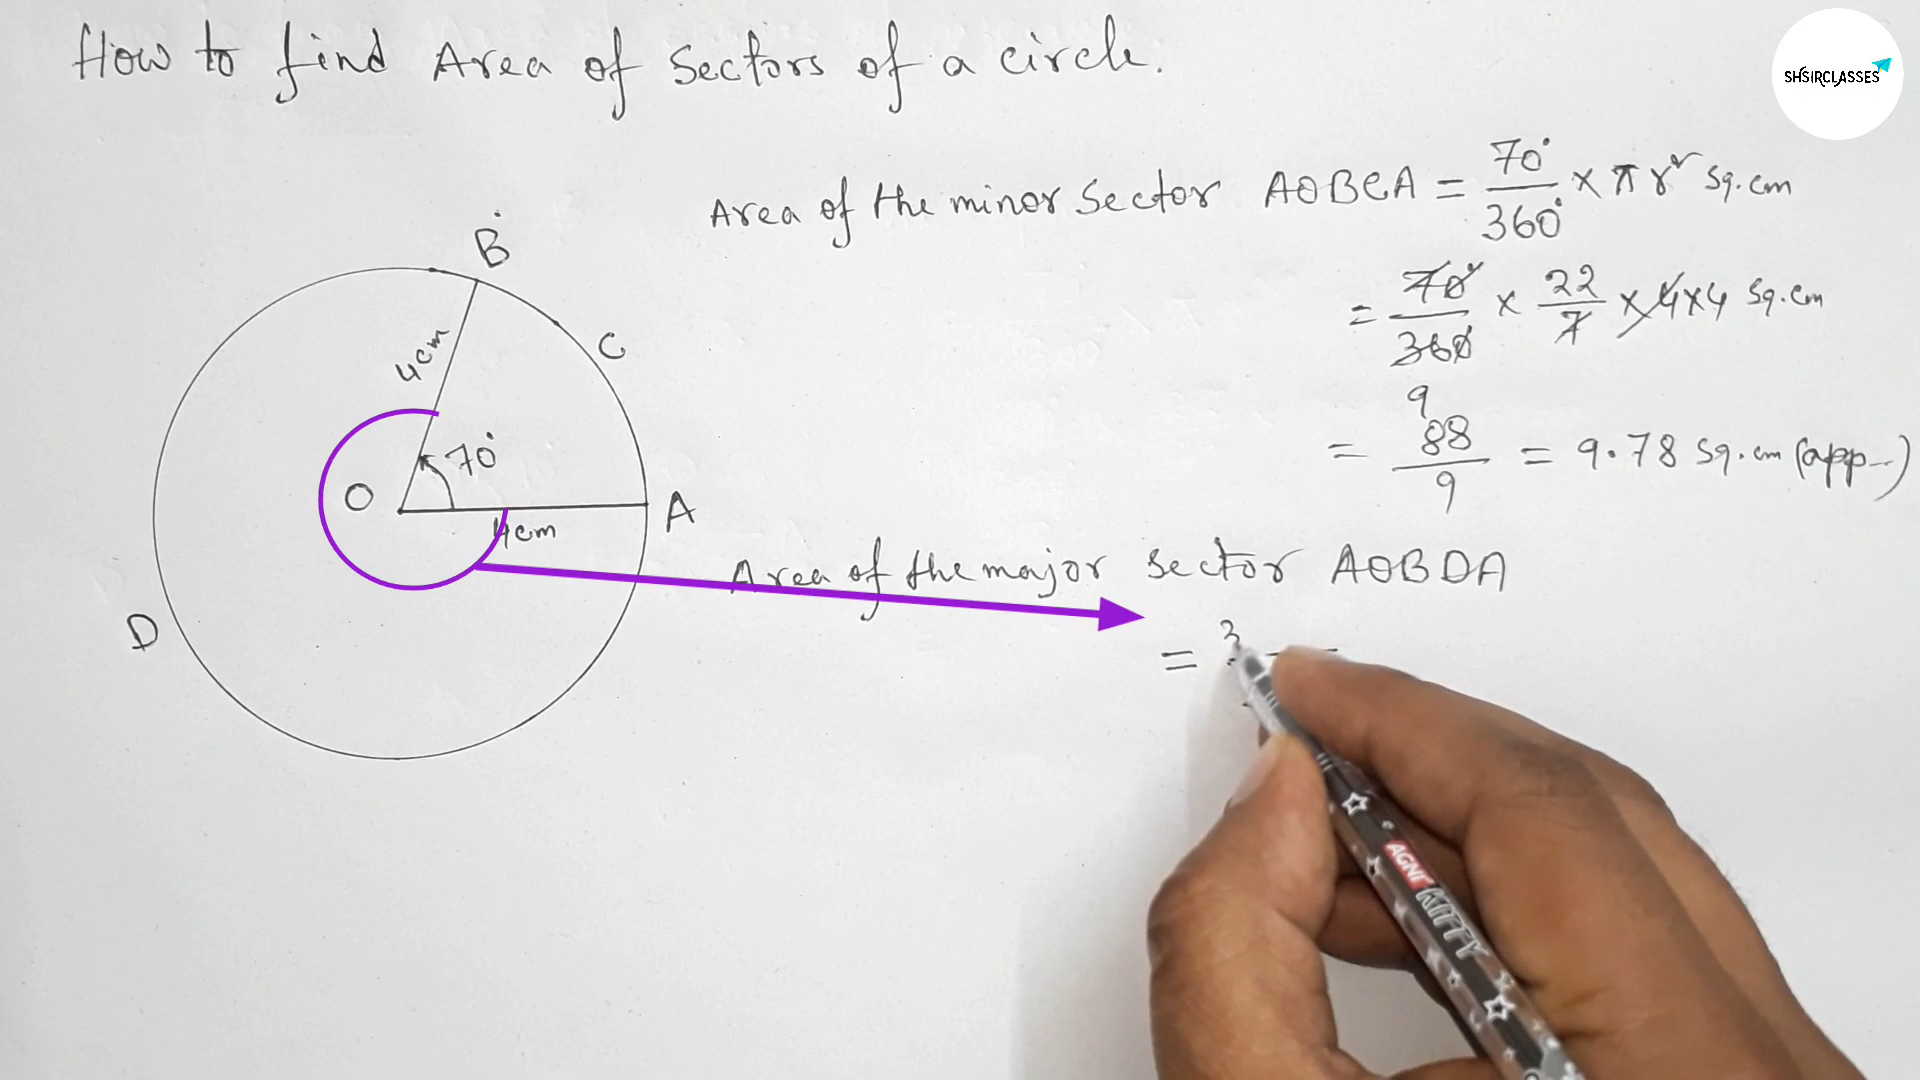 How to find Area of Sectors of a circle.
SHSIRCLASSES
Area of the minor Sector AOBCA = 70°/360° × πr² Sq.cm
= 70°/360 × 22/7 × 4×4 Sq.cm
9
= 88/9 = 9.78 Sq.cm (app--)
Area of the major Sector AOBDA
= 3
B
C
4cm
70°
O
A
4cm
D
AGNI KITTY